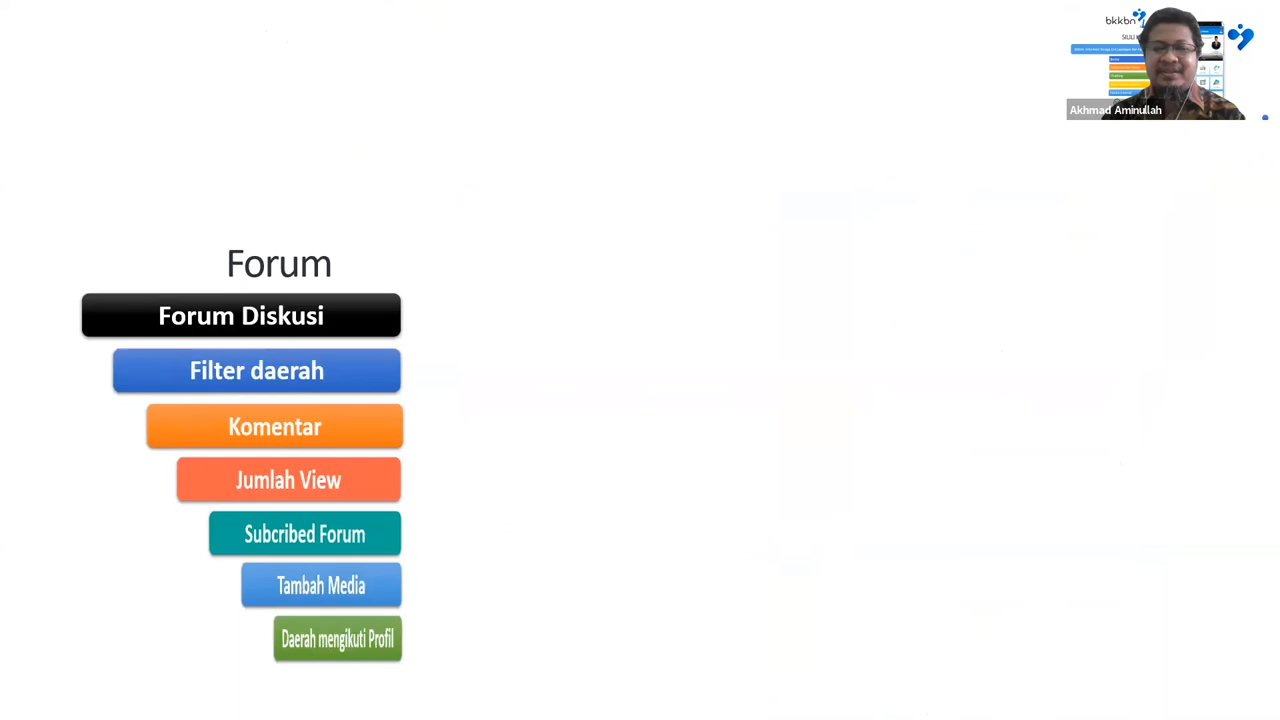 bkkbn
Akhmad Aminullah
Forum
Forum Diskusi
Filter daerah
Komentar
Jumlah View
Subcribed Forum
Tambah Media
Daerah mengikuti Profil